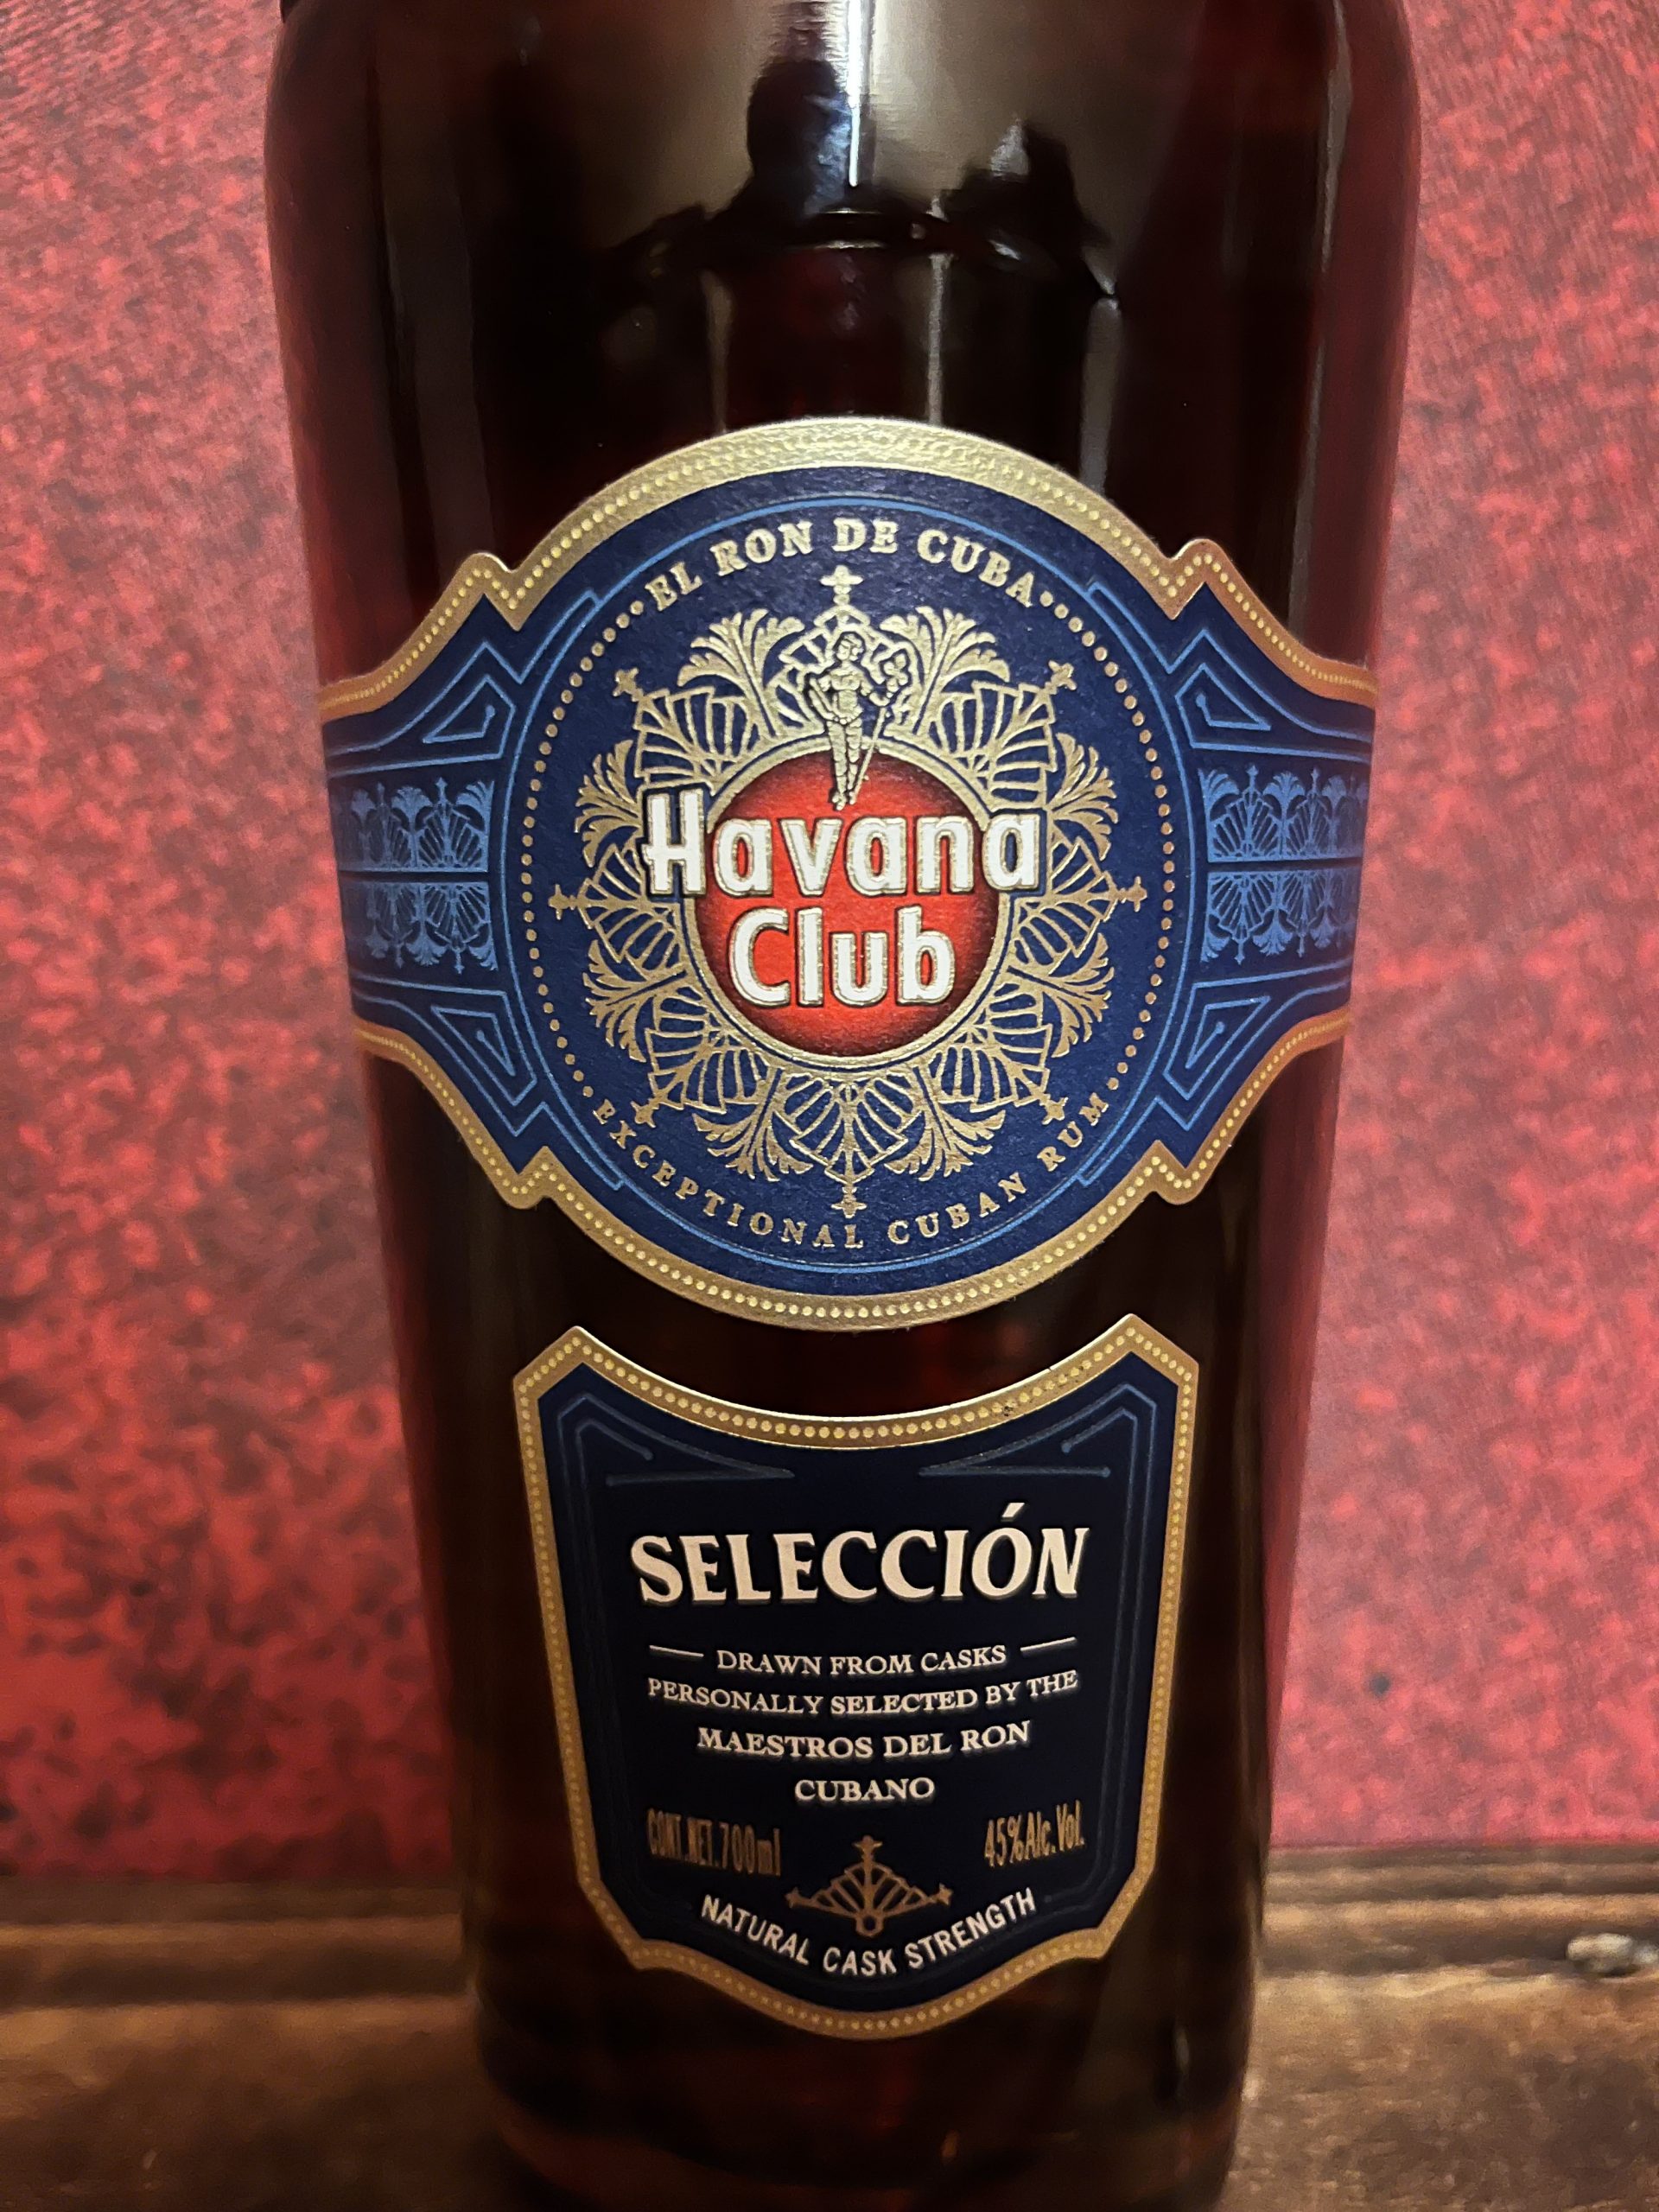 EL RON DE CUBA
Havana
Club
EXCEPTIONAL CUBAN RUM
SELECCIÓN
DRAWN FROM CASKS
PERSONALLY SELECTED BY THE
MAESTROS DEL RON
CUBANO
CONT.NET.700ml 45%Alc.Vol.
NATURAL CASK STRENGTH